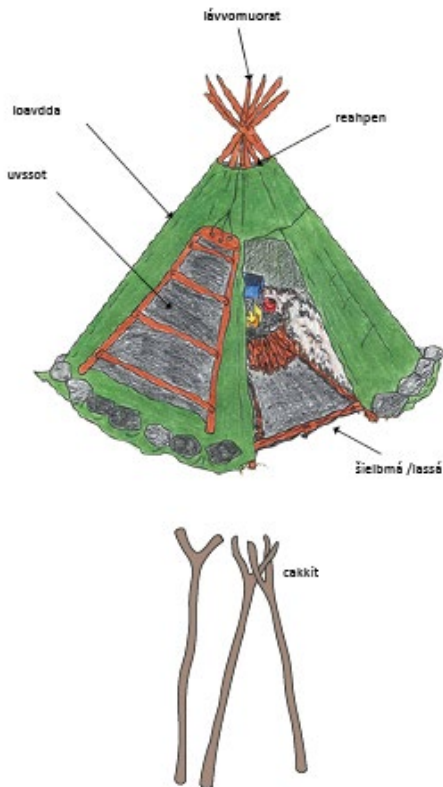 lávvomuorat
loavdda
reahpen
uvssot
šielbmá /lassá
cakkit